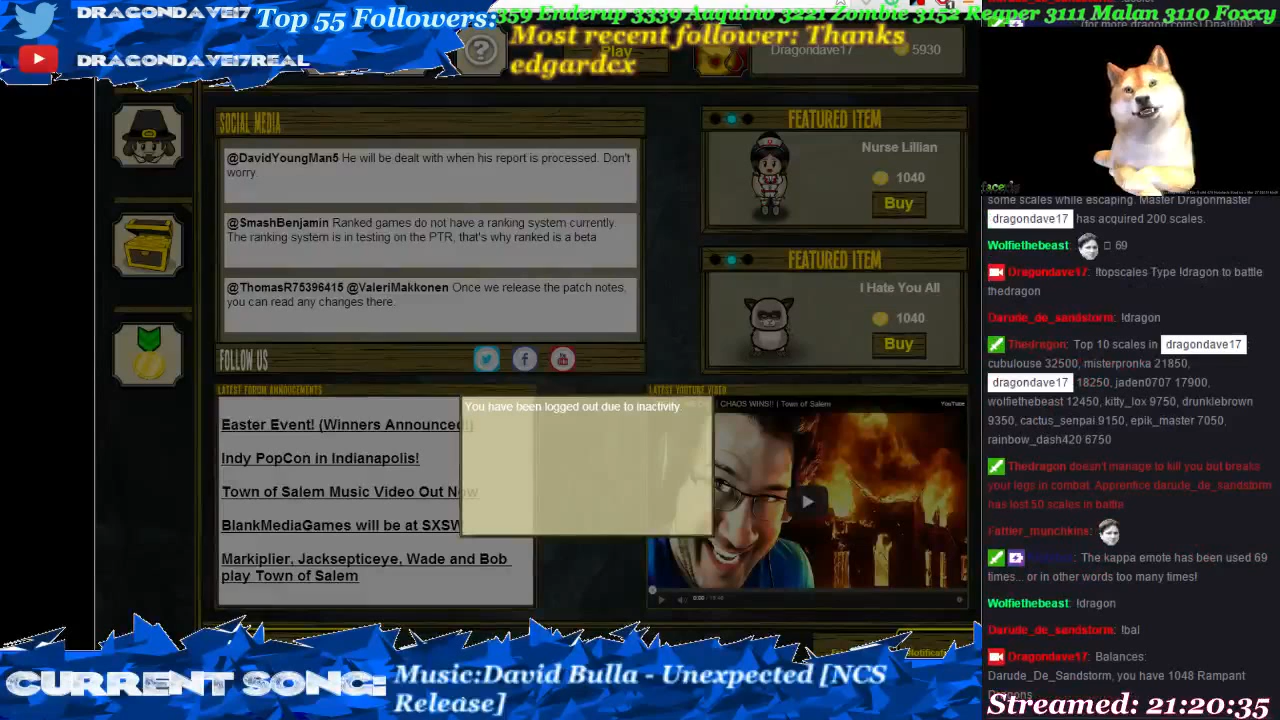 DRAGONDAVE17
Top 55 Followers:
359 Enderup 3339 Aaquino 3221 Zombie 3152 Reaper 3111 Malan 3110 Foxxy
DRAGONDAVE17REAL
Most recent follower: Thanks
edgardcx
Play
Dragondave17
5930
SOCIAL MEDIA
@DavidYoungMan5 He will be dealt with when his report is processed. Don't
worry.
@SmashBenjamin Ranked games do not have a ranking system currently.
The ranking system is in testing on the PTR, that's why ranked is a beta
@ThomasR75396415 @ValeriMakkonen Once we release the patch notes,
you can read any changes there.
FOLLOW US
FEATURED ITEM
Nurse Lillian
1040
Buy
FEATURED ITEM
I Hate You All
1040
Buy
LATEST FORUM ANNOUNCEMENTS
Easter Event! (Winners Announced!)
Indy PopCon in Indianapolis!
Town of Salem Music Video Out Now
BlankMediaGames will be at SXSW
Markiplier, Jacksepticeye, Wade and Bob
play Town of Salem
You have been logged out due to inactivity.
LATEST YOUTUBE VIDEO
CHAOS WINS!! | Town of Salem
YouTube
some scales while escaping. Master Dragonmaster
dragondave17 has acquired 200 scales.
Wolfiethebeast: 69
Dragondave17: !topscales Type !dragon to battle
thedragon
Darude_de_sandstorm: !dragon
Thedragon: Top 10 scales in dragondave17:
cubulouse 32500, misterpronka 21850,
dragondave17 18250, jaden0707 17900,
wolfiethebeast 12450, kitty_lox 9750, drunklebrown
9350, cactus_senpai 9150, epik_master 7050,
rainbow_dash420 6750
Thedragon doesn't manage to kill you but breaks
your legs in combat. Apprentice darude_de_sandstorm
has lost 50 scales in battle
Fattier_munchkins:
: The kappa emote has been used 69
times... or in other words too many times!
Wolfiethebeast: !dragon
Darude_de_sandstorm: !bal
Dragondave17: Balances:
Darude_De_Sandstorm, you have 1048 Rampant
Dragons
CURRENT SONG:
Music:David Bulla - Unexpected [NCS
Release]
Streamed: 21:20:35